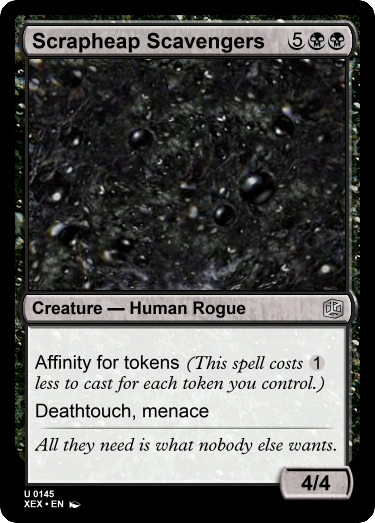 Scrapheap Scavengers 5
Creature — Human Rogue
Affinity for tokens (This spell costs 1
less to cast for each token you control.)
Deathtouch, menace
All they need is what nobody else wants.
4/4
U 0145
XEX • EN